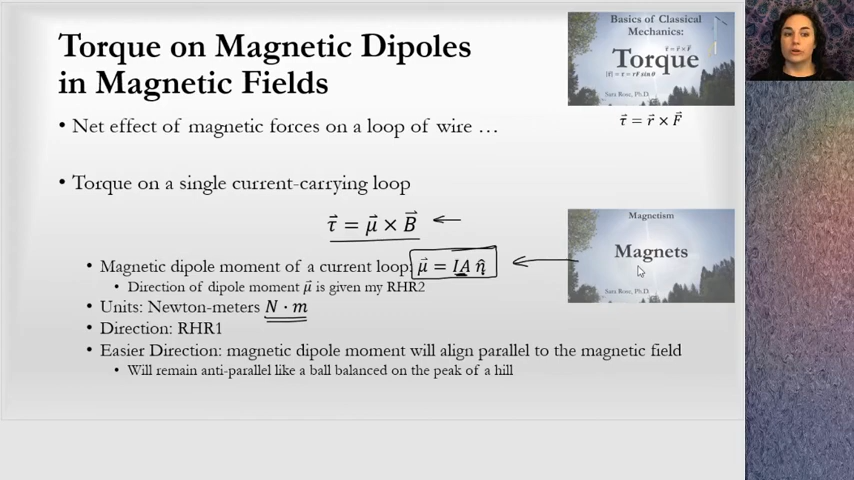 Torque on Magnetic Dipoles
in Magnetic Fields
• Net effect of magnetic forces on a loop of wire …
• Torque on a single current-carrying loop
τ⃗ = μ⃗ × B⃗
• Magnetic dipole moment of a current loop: μ⃗ = IA n̂
• Direction of dipole moment μ⃗ is given my RHR2
• Units: Newton-meters N · m
• Direction: RHR1
• Easier Direction: magnetic dipole moment will align parallel to the magnetic field
• Will remain anti-parallel like a ball balanced on the peak of a hill
Basics of Classical
Mechanics:
τ⃗ = r⃗ × F⃗
Torque
|τ⃗| = τ = rF sin θ
Sara Rose, Ph.D.
τ⃗ = r⃗ × F⃗
Magnetism
Magnets
Sara Rose, Ph.D.